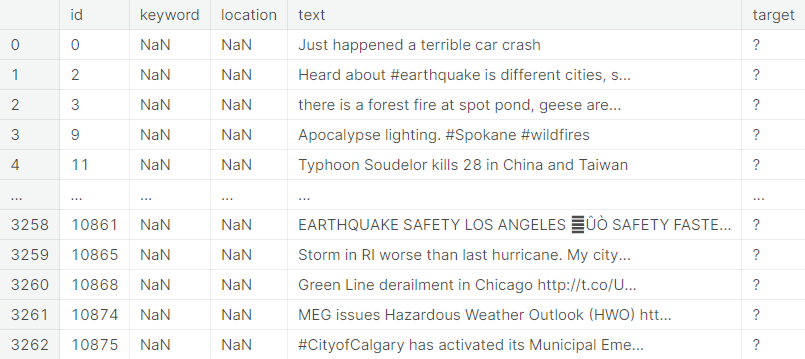 id keyword location text target
0 0 NaN NaN Just happened a terrible car crash ?
1 2 NaN NaN Heard about #earthquake is different cities, s... ?
2 3 NaN NaN there is a forest fire at spot pond, geese are... ?
3 9 NaN NaN Apocalypse lighting. #Spokane #wildfires ?
4 11 NaN NaN Typhoon Soudelor kills 28 in China and Taiwan ?
... ... ... ... ... ...
3258 10861 NaN NaN EARTHQUAKE SAFETY LOS ANGELES ÛÒ SAFETY FASTE... ?
3259 10865 NaN NaN Storm in RI worse than last hurricane. My city... ?
3260 10868 NaN NaN Green Line derailment in Chicago http://t.co/U... ?
3261 10874 NaN NaN MEG issues Hazardous Weather Outlook (HWO) htt... ?
3262 10875 NaN NaN #CityofCalgary has activated its Municipal Eme... ?